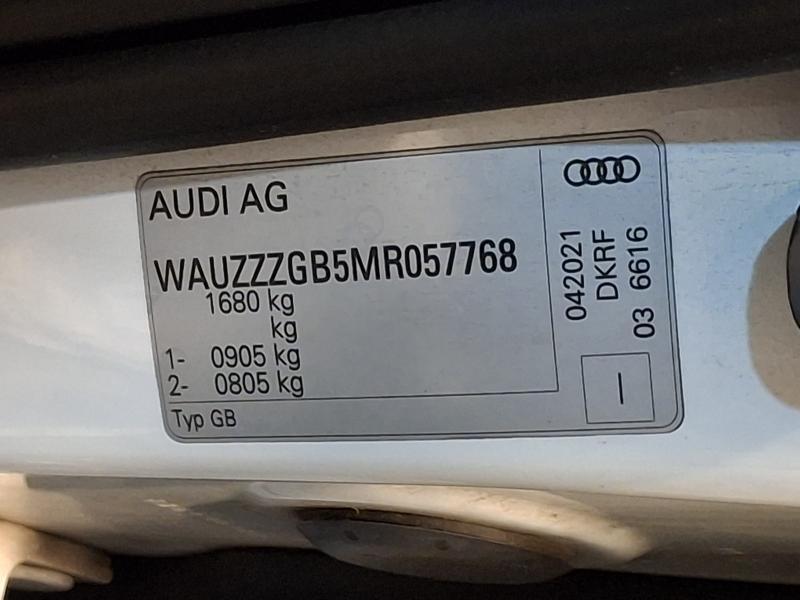 AUDI AG
WAUZZZGB5MR057768
1680 kg
kg
1- 0905 kg
2- 0805 kg
Typ GB
042021
DKRF
03 6616